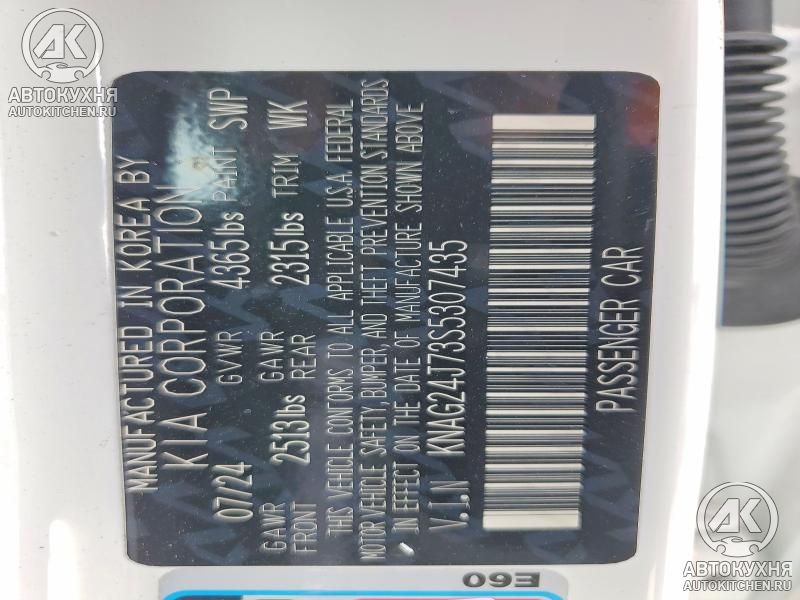 MANUFACTURED IN KOREA BY
KIA CORPORATION
07/24 GVWR 4365lbs PAINT SWP
GAWR FRONT 2513lbs GAWR REAR 2315lbs TRIM WK
THIS VEHICLE CONFORMS TO ALL APPLICABLE U.S.A. FEDERAL
MOTOR VEHICLE SAFETY, BUMPER AND THEFT PREVENTION STANDARDS
IN EFFECT ON THE DATE OF MANUFACTURE SHOWN ABOVE
V.I.N KNAG24J73S5307435
PASSENGER CAR
E60
AK
АВТОКУХНЯ
AUTOKITCHEN.RU
AK
АВТОКУХНЯ
AUTOKITCHEN.RU